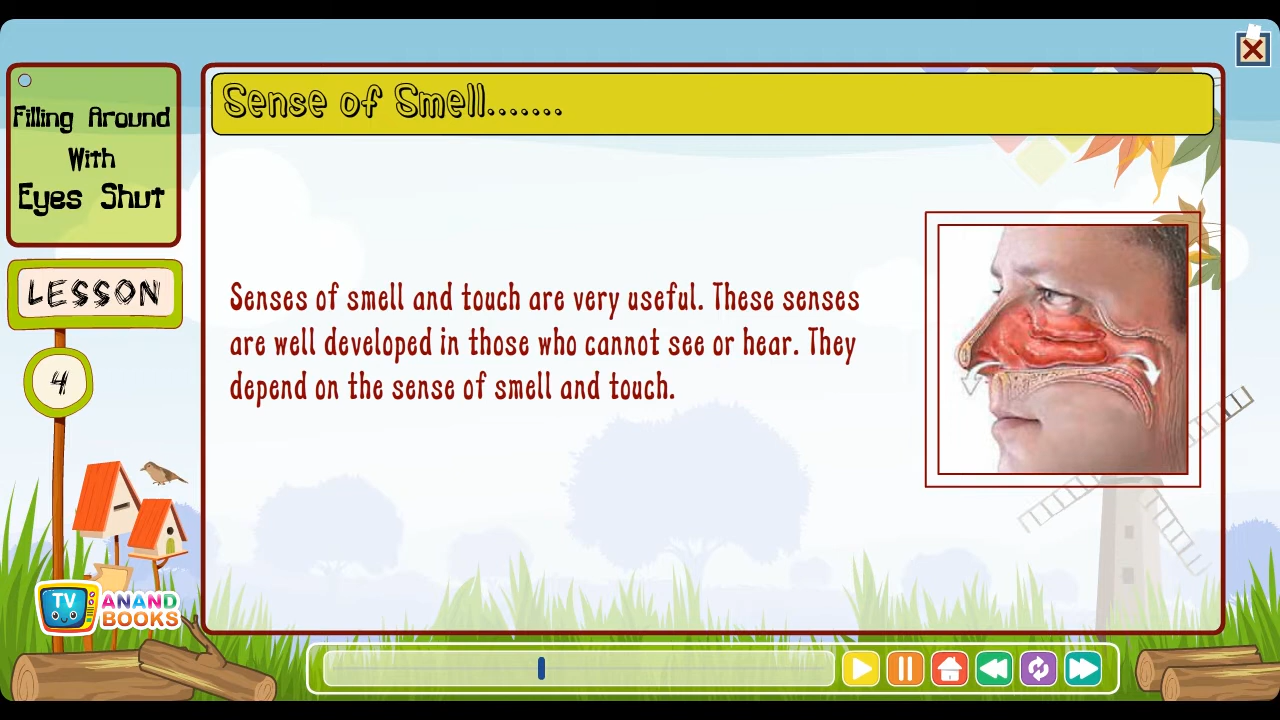 Sense of Smell.......
Filling Around
With
Eyes Shut
LESSON
4
Senses of smell and touch are very useful. These senses
are well developed in those who cannot see or hear. They
depend on the sense of smell and touch.
TV
ANAND
BOOKS